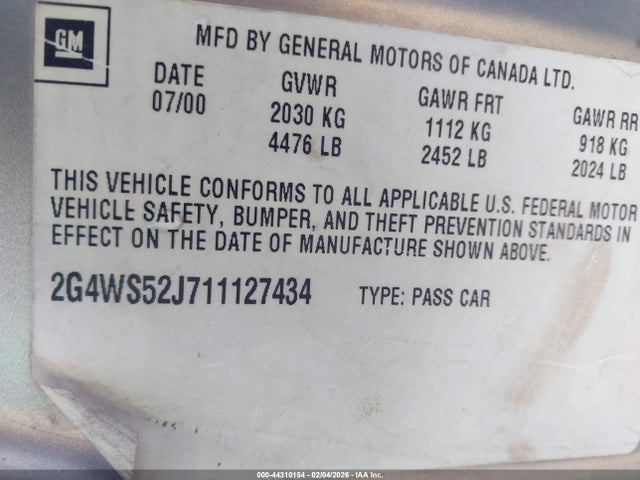 GM
MFD BY GENERAL MOTORS OF CANADA LTD.
DATE GVWR GAWR FRT GAWR RR
07/00 2030 KG 1112 KG 918 KG
4476 LB 2452 LB 2024 LB
THIS VEHICLE CONFORMS TO ALL APPLICABLE U.S. FEDERAL MOTOR
VEHICLE SAFETY, BUMPER, AND THEFT PREVENTION STANDARDS IN
EFFECT ON THE DATE OF MANUFACTURE SHOWN ABOVE.
2G4WS52J711127434 TYPE: PASS CAR
000-44310154 - 02/04/2026 - IAA Inc.